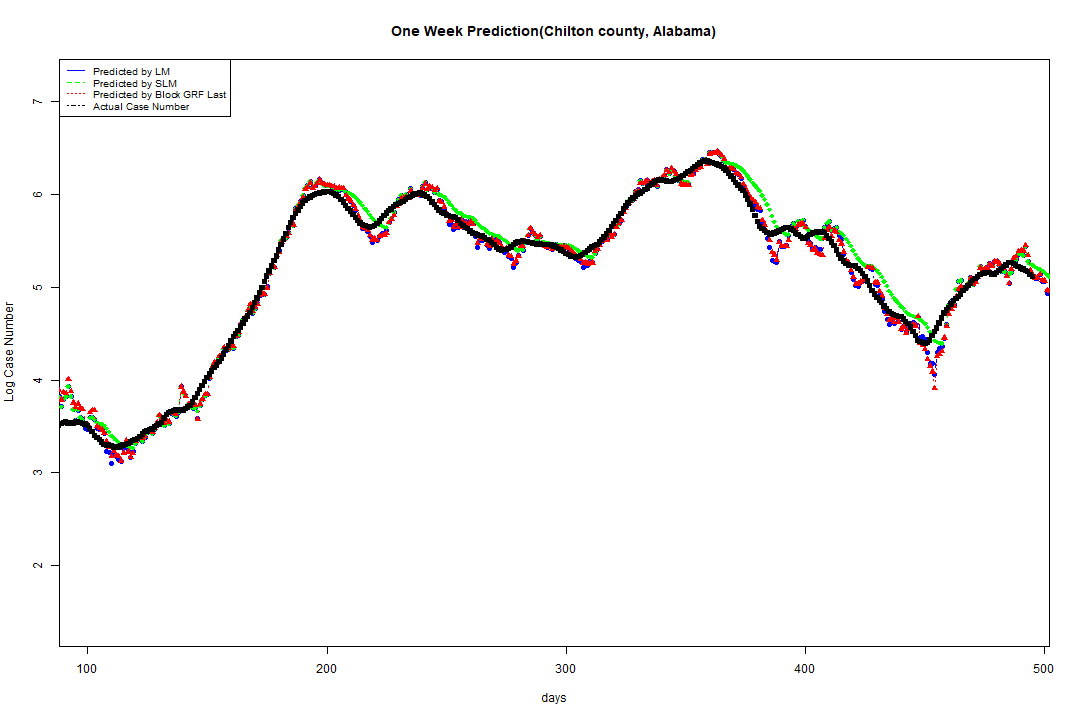 One Week Prediction(Chilton county, Alabama)
Predicted by LM
Predicted by SLM
Predicted by Block GRF Last
Actual Case Number
7
6
5
4
3
2
Log Case Number
100 200 300 400 500
days